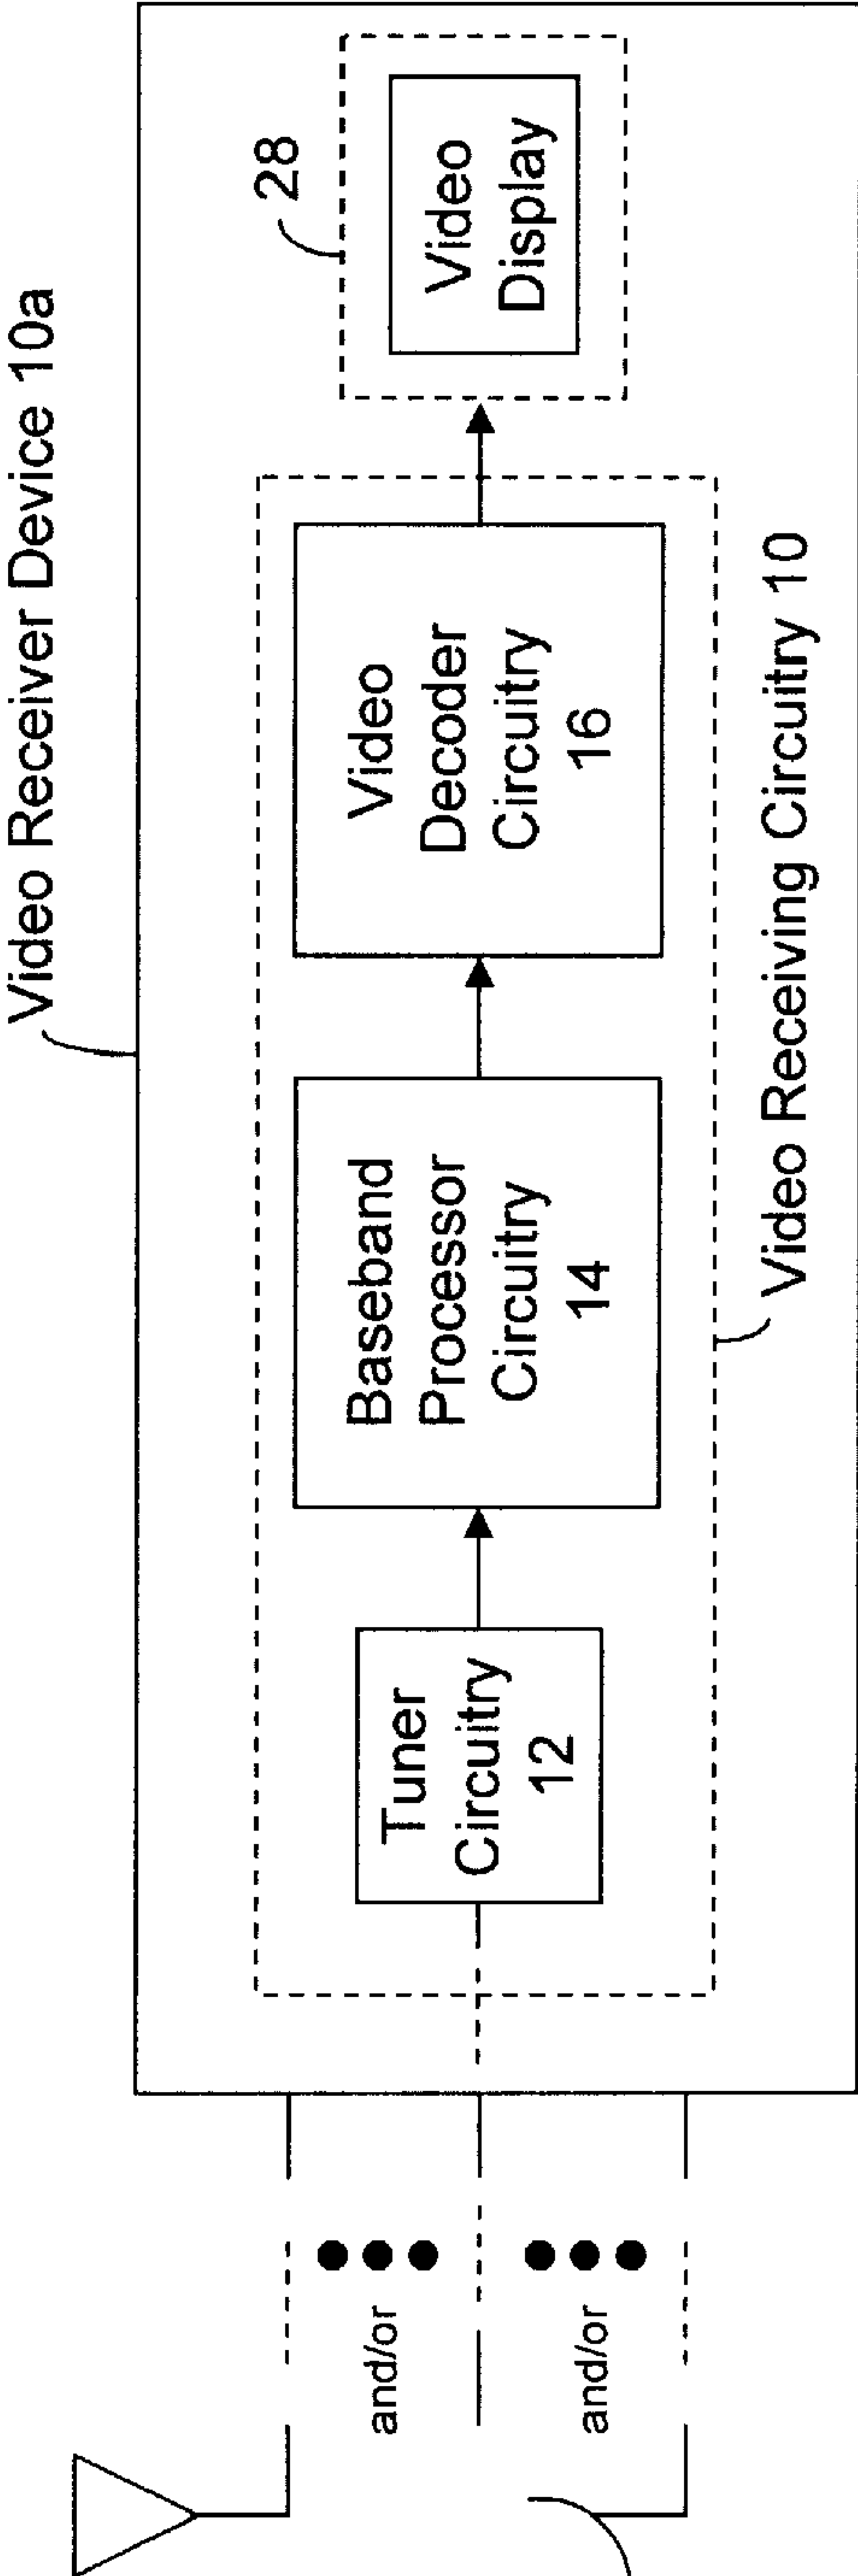 Video Receiver Device 10a
28
and/or
and/or
Tuner
Circuitry
12
Baseband
Processor
Circuitry
14
Video
Decoder
Circuitry
16
Video
Display
Video Receiving Circuitry 10